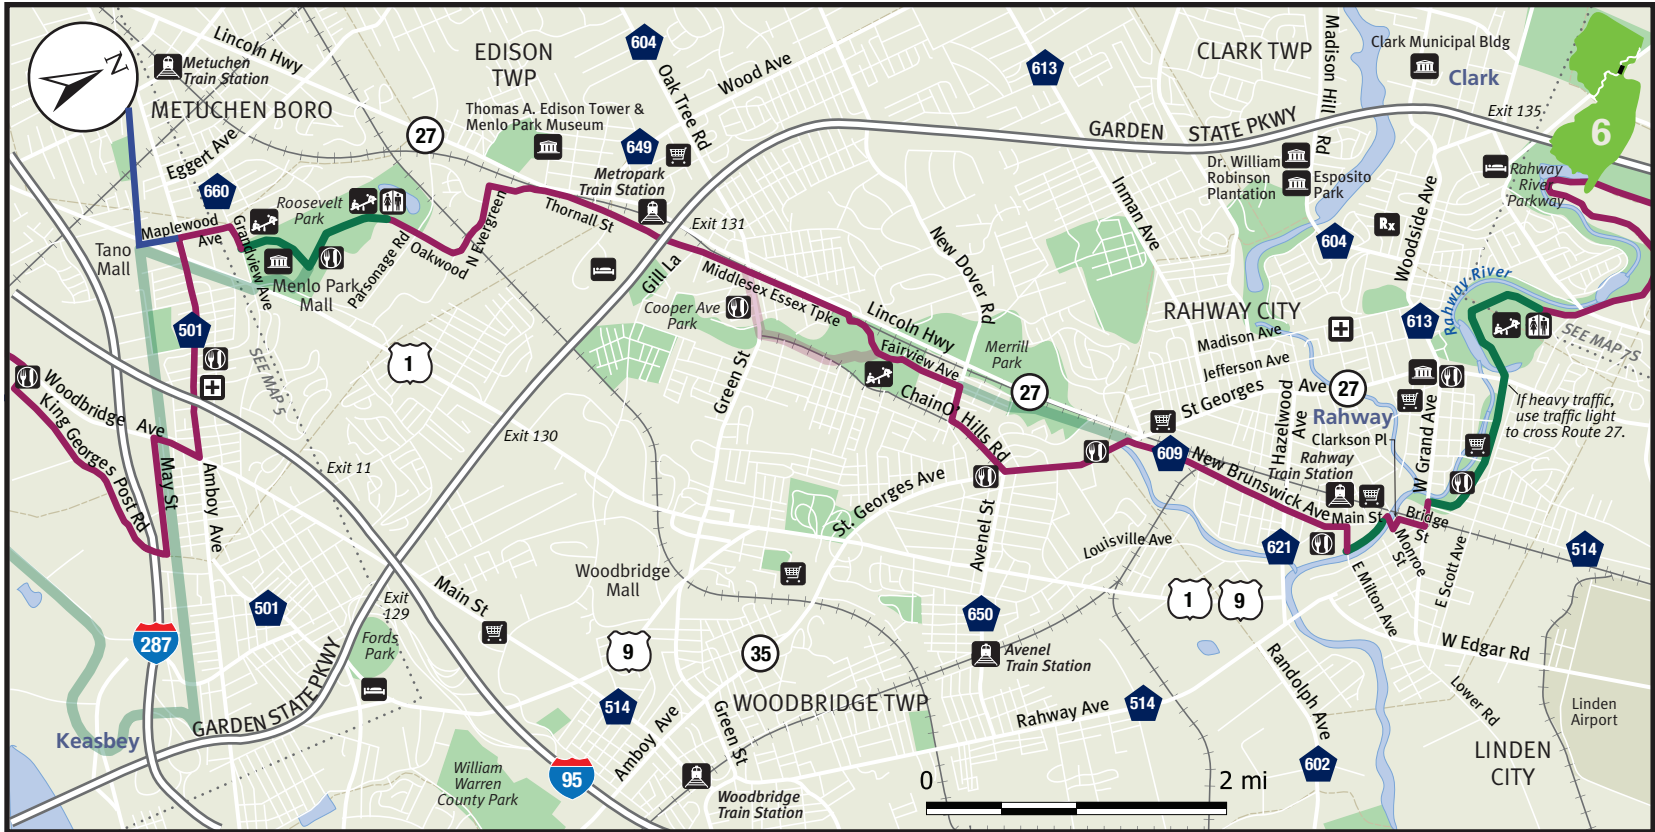 N
Lincoln Hwy
Metuchen
Train Station
METUCHEN BORO
Eggert Ave
660
27
EDISON
TWP
604
Oak Tree Rd
Wood Ave
Thomas A. Edison Tower &
Menlo Park Museum
649
Metropark
Train Station
613
CLARK TWP
Madison Hill Rd
Clark Municipal Bldg
Clark
Exit 135
6
GARDEN STATE PKWY
Dr. William
Robinson
Plantation
Esposito
Park
Rahway
River
Parkway
Roosevelt
Park
Maplewood
Ave
Grandview Ave
Tano
Mall
Menlo Park
Mall
Parsonage Rd
Oakwood
N Evergreen
Thornall St
Exit 131
Gill La
Middlesex Essex Tpke
Cooper Ave
Park
Lincoln Hwy
New Dover Rd
Inman Ave
Rx
604
Woodside Ave
Rahway River
RAHWAY CITY
Madison Ave
613
SEE MAP 7S
Jefferson Ave
St Georges Ave
27
Rahway
Merrill
Park
27
Fairview Ave
Chain O' Hills Rd
Green St
501
SEE MAP 5
1
Woodbridge Ave
King Georges Post Rd
May St
Amboy Ave
Exit 11
Exit 130
St. Georges Ave
Avenel St
609
New Brunswick Ave
Hazelwood
Ave
Clarkson Pl
Rahway
Train Station
W Grand Ave
If heavy traffic,
use traffic light
to cross Route 27.
Main St
Bridge
St
Monroe
St
621
Louisville Ave
E Milton Ave
E Scott Ave
514
1
9
Woodbridge
Mall
Main St
Exit
129
501
Fords
Park
287
GARDEN STATE PKWY
Keasbey
9
35
650
Avenel
Train Station
514
WOODBRIDGE TWP
Amboy Ave
Green St
Rahway Ave
514
Randolph Ave
W Edgar Rd
Lower Rd
Linden
Airport
LINDEN
CITY
602
William
Warren
County Park
95
Woodbridge
Train Station
0
2 mi